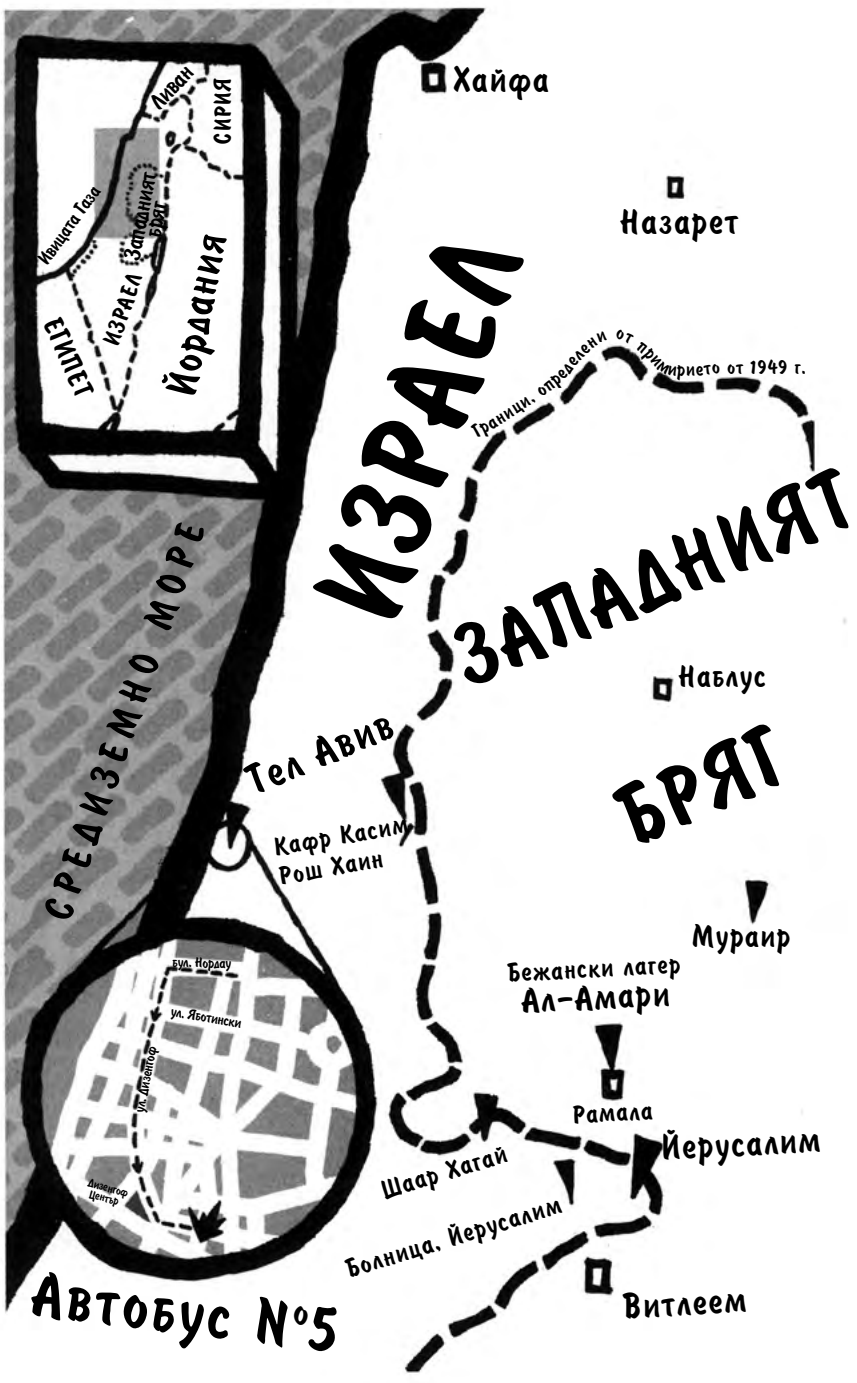 Хайфа
Ливан
СИРИЯ
Ивицата Газа
Западният
бряг
ИЗРАЕЛ
Йордания
ЕГИПЕТ
Назарет
ИЗРАЕЛ
Граници, определени от примирието от 1949 г.
СРЕДИЗЕМНО МОРЕ
ЗАПАДНИЯТ
БРЯГ
Наблус
Тел Авив
Кафр Касим
Рош Хаин
Мураир
Бежански лагер
Ал-Амари
Рамала
Йерусалим
Шаар Хагай
Болница, Йерусалим
Витлеем
бул. Нордау
ул. Яботински
ул. Дизенгоф
Дизенгоф
Център
Автобус №5